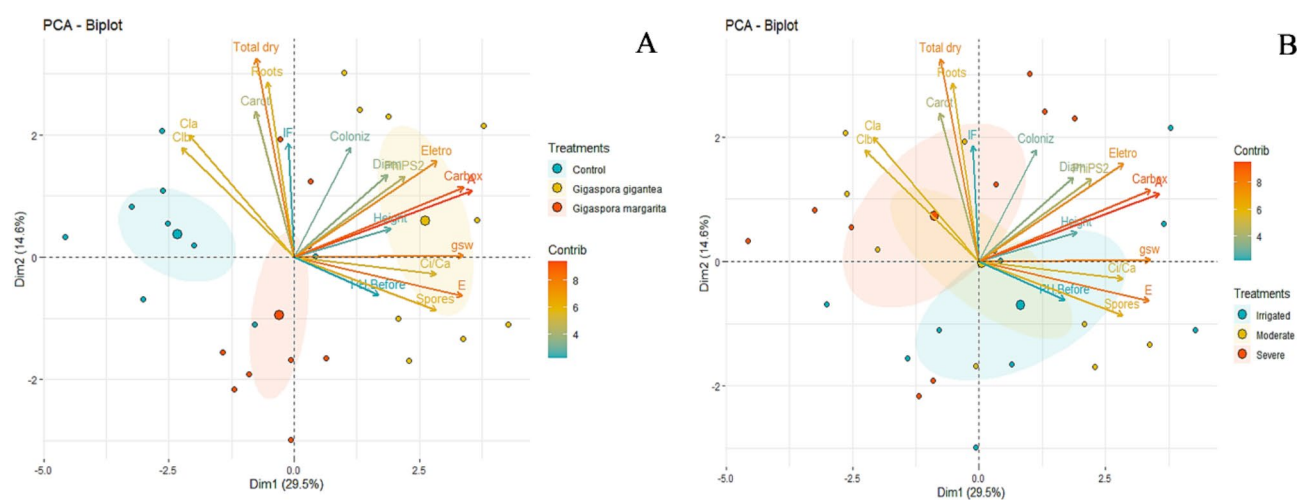 PCA - Biplot
A
Total dry
Roots
Carot
Cla
Clb
IF
Coloniz
Diam
PhiPS2
Eletro
Carbox
A
Height
gsw
Ci/Ca
E
PH Before
Spores
Dim2 (14.6%)
2
0
-2
-5.0
-2.5
0.0
2.5
Dim1 (29.5%)
Treatments
Control
Gigaspora gigantea
Gigaspora margarita
Contrib
8
6
4
PCA - Biplot
B
Total dry
Roots
Carot
Cla
Clb
IF
Coloniz
Diam
PhiPS2
Eletro
Carbox
A
Height
gsw
Ci/Ca
E
PH Before
Spores
Dim2 (14.6%)
2
0
-2
-5.0
-2.5
0.0
2.5
Dim1 (29.5%)
Contrib
8
6
4
Treatments
Irrigated
Moderate
Severe